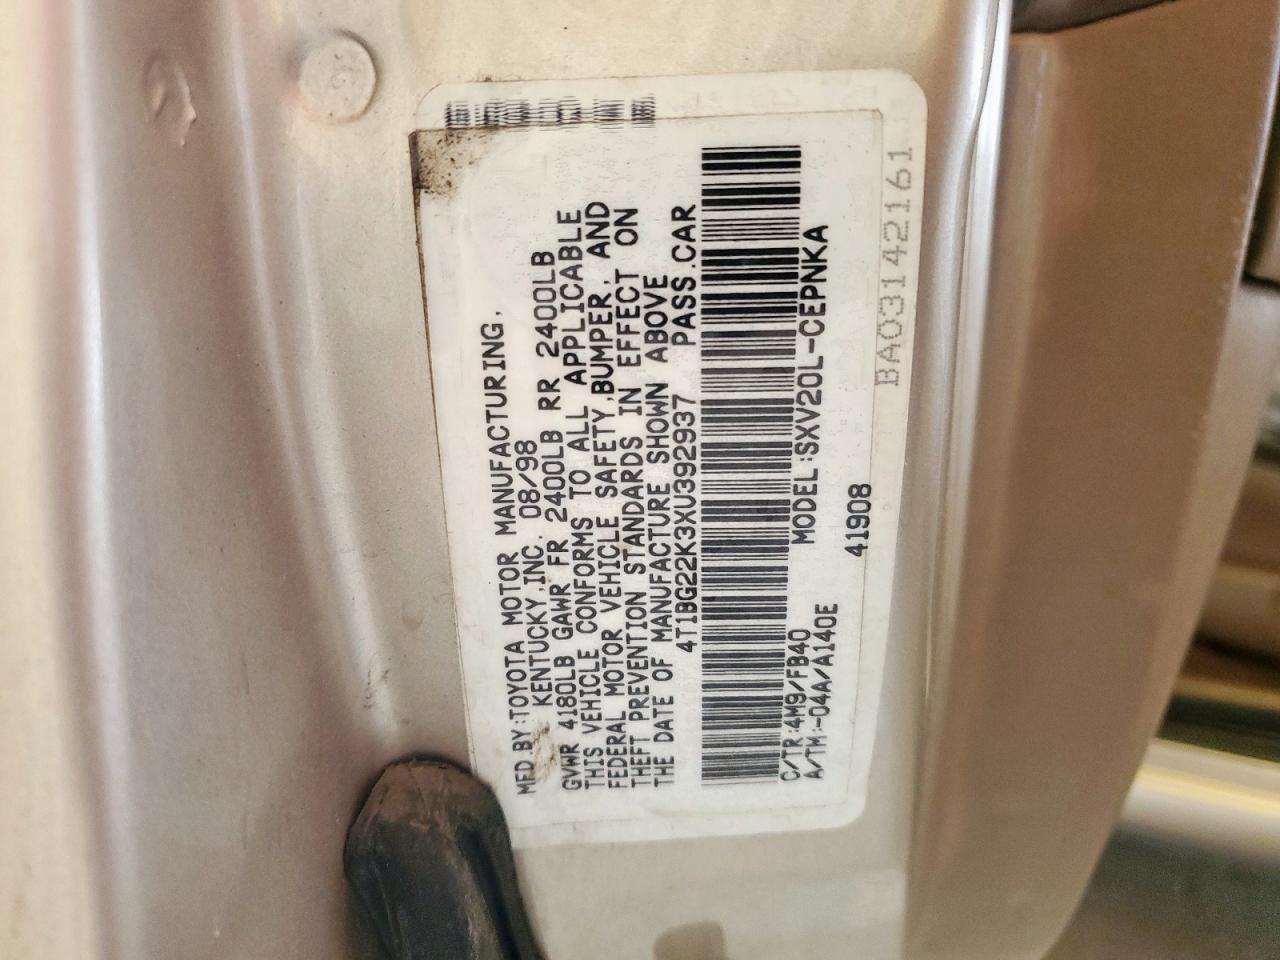 MFD.BY:TOYOTA MOTOR MANUFACTURING,
KENTUCKY,INC. 08/98
GVWR 4180LB GAWR FR 2400LB RR 2400LB
THIS VEHICLE CONFORMS TO ALL APPLICABLE
FEDERAL MOTOR VEHICLE SAFETY,BUMPER, AND
THEFT PREVENTION STANDARDS IN EFFECT ON
THE DATE OF MANUFACTURE SHOWN ABOVE
4T1BG22K3XU392937 PASS.CAR
MODEL:SXV20L-CEPNKA
C/TR:4M9/FB40 41908
A/TM:-04A/A140E
BA03142161